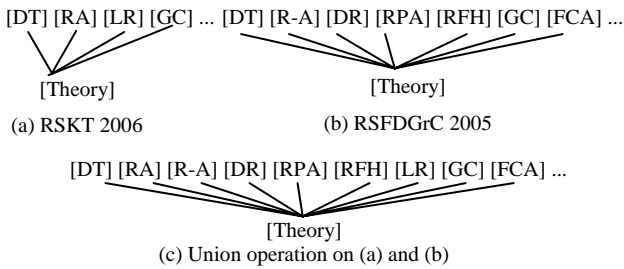 [DT] [RA] [LR] [GC] ... [DT] [R-A] [DR] [RPA] [RFH] [GC] [FCA] ...
[Theory] [Theory]
(a) RSKT 2006 (b) RSFDGrC 2005
[DT] [RA] [R-A] [DR] [RPA] [RFH] [LR] [GC] [FCA] ...
[Theory]
(c) Union operation on (a) and (b)